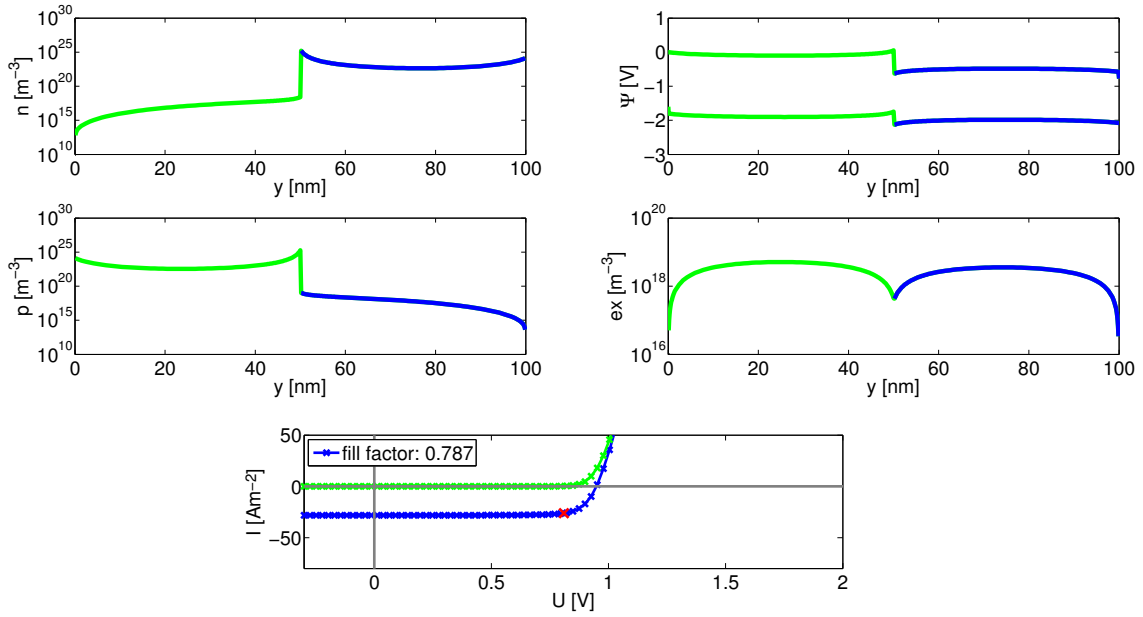 10^30
10^25
10^20
10^15
10^10
n [m^−3]
0 20 40 60 80 100
y [nm]
1
0
−1
−2
−3
Ψ [V]
0 20 40 60 80 100
y [nm]
10^30
10^25
10^20
10^15
10^10
p [m^−3]
0 20 40 60 80 100
y [nm]
10^20
10^18
10^16
ex [m^−3]
0 20 40 60 80 100
y [nm]
50
0
−50
I [Am−2]
fill factor: 0.787
0 0.5 1 1.5 2
U [V]